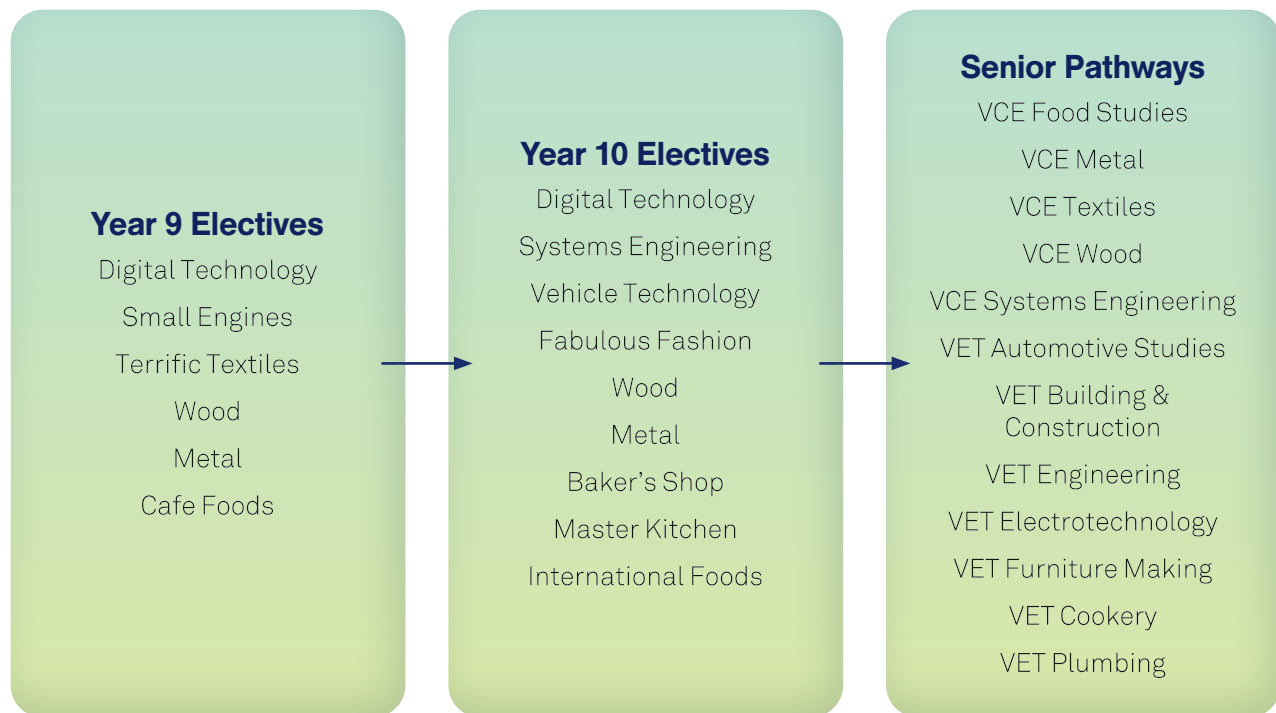 Year 9 Electives
Digital Technology
Small Engines
Terrific Textiles
Wood
Metal
Cafe Foods
Year 10 Electives
Digital Technology
Systems Engineering
Vehicle Technology
Fabulous Fashion
Wood
Metal
Baker’s Shop
Master Kitchen
International Foods
Senior Pathways
VCE Food Studies
VCE Metal
VCE Textiles
VCE Wood
VCE Systems Engineering
VET Automotive Studies
VET Building &
Construction
VET Engineering
VET Electrotechnology
VET Furniture Making
VET Cookery
VET Plumbing